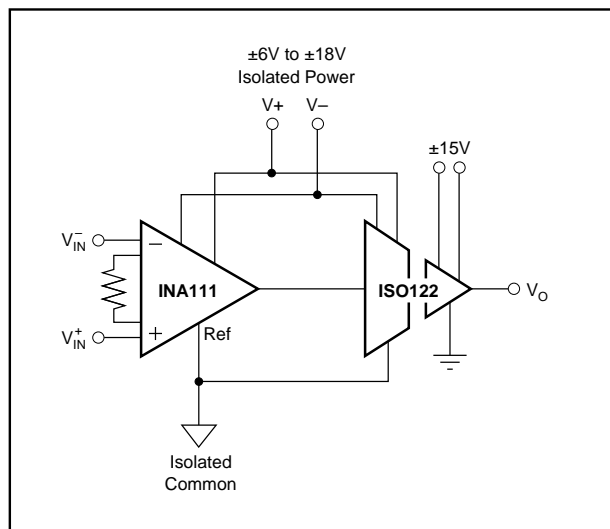 ±6V to ±18V
Isolated Power
V+ V–
±15V
V–IN
–
INA111
ISO122
VO
V+IN
+
Ref
Isolated
Common